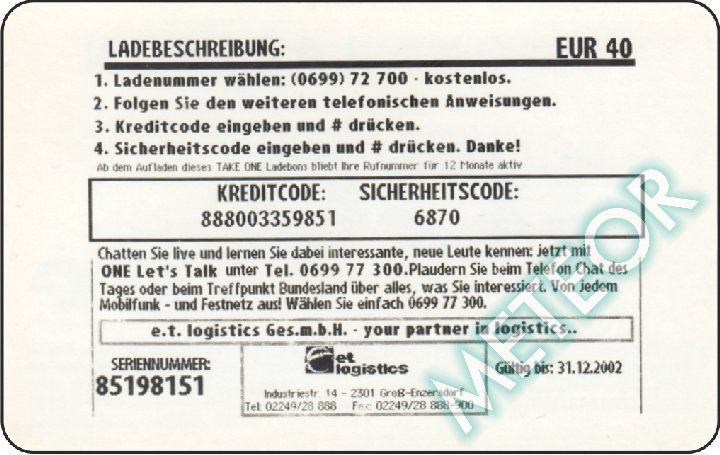 LADEBESCHREIBUNG: EUR 40
1. Ladenummer wählen: (0699) 72 700 - kostenlos.
2. Folgen Sie den weiteren telefonischen Anweisungen.
3. Kreditcode eingeben und # drücken.
4. Sicherheitscode eingeben und # drücken. Danke!
Ab dem Aufladen dieses TAKE ONE Ladebons bliebt Ihre Rufnummer für 12 Monate aktiv
KREDITCODE: SICHERHEITSCODE:
888003359851 6870
Chatten Sie live und lernen Sie dabei interessante, neue Leute kennen: jetzt mit
ONE Let's Talk unter Tel. 0699 77 300.Plaudern Sie beim Telefon Chat des
Tages oder beim Treffpunkt Bundesland über alles, was Sie interessiert. Von jedem
Mobilfunk - und Festnetz aus! Wählen Sie einfach 0699 77 300.
e.t. logistics Ges.m.b.H. - your partner in logistics..
SERIENNUMMER:
85198151
et
logistics
Industriestr. 14 - 2301 Groß-Enzersdorf
Tel: 02249/28 888 Fax: 02249/28 888-900
Gültig bis: 31.12.2002
METEOR